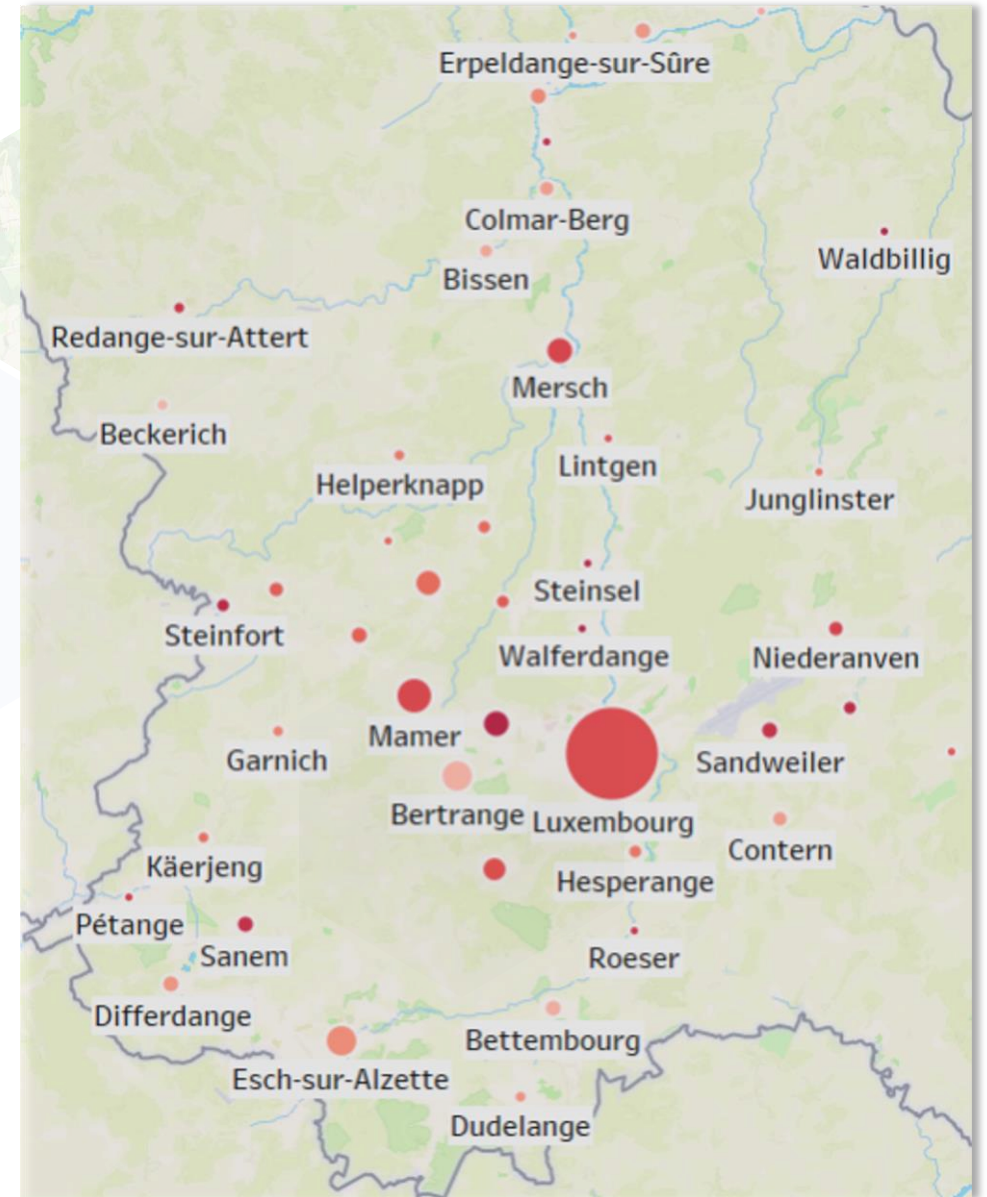 Erpeldange-sur-Sûre
Colmar-Berg
Waldbillig
Bissen
Redange-sur-Attert
Mersch
Beckerich
Lintgen
Helperknapp
Junglinster
Steinsel
Steinfort
Walferdange
Niederanven
Mamer
Garnich
Sandweiler
Bertrange
Luxembourg
Contern
Käerjeng
Hesperange
Pétange
Sanem
Roeser
Differdange
Bettembourg
Esch-sur-Alzette
Dudelange